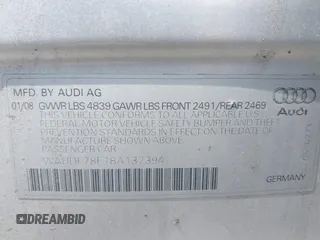 MFD. BY AUDI AG
01/08 GVWR LBS 4839 GAWR LBS FRONT 2491/REAR 2469
THIS VEHICLE CONFORMS TO ALL APPLICABLE U.S.
FEDERAL MOTOR VEHICLE SAFETY BUMPER AND THEFT
PREVENTION STANDARDS IN EFFECT ON THE DATE
OF MANUFACTURE SHOWN ABOVE.
PASSENGER CAR
WAUDF78E18A137394
Audi
GERMANY